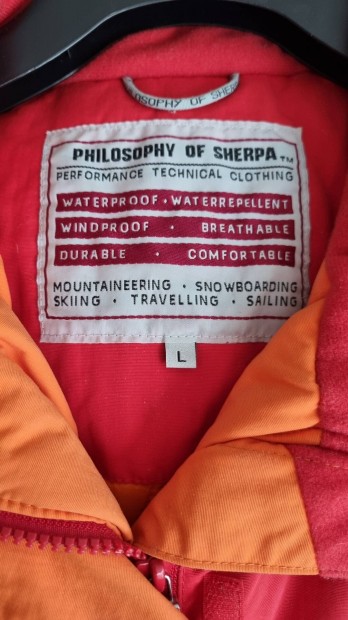 OSOPHY OF SHER
PHILOSOPHY OF SHERPA TM
PERFORMANCE TECHNICAL CLOTHING
WATERPROOF · WATERREPELLENT
WINDPROOF · BREATHABLE
DURABLE · COMFORTABLE
MOUNTAINEERING · SNOWBOARDING
SKIING · TRAVELLING · SAILING
L